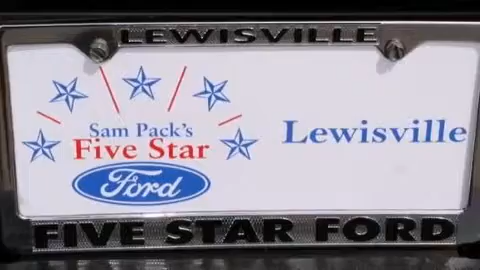 LEWISVILLE
Sam Pack's
Five Star
Ford
Lewisville
FIVE STAR FORD